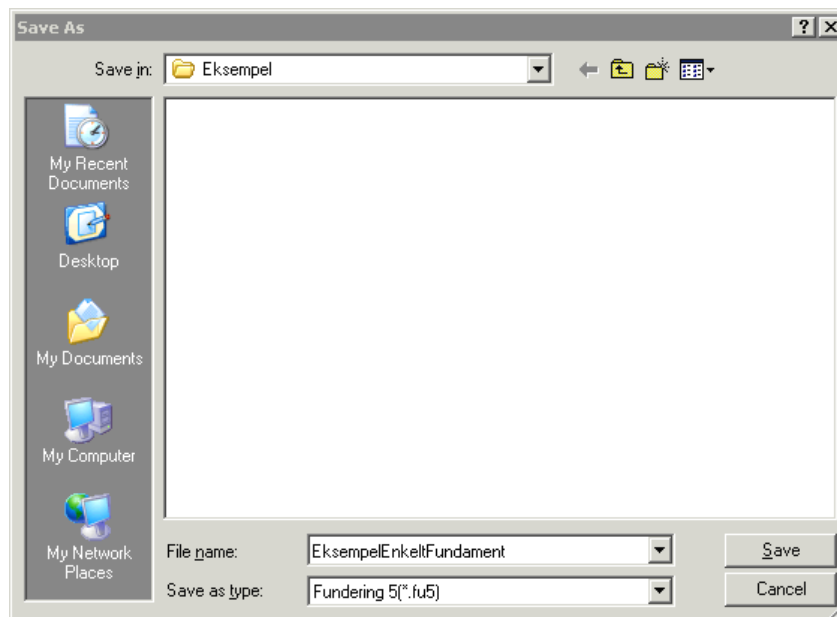 Save As
Save in:
Eksempel
My Recent
Documents
Desktop
My Documents
My Computer
My Network
Places
File name:
EksempelEnkeltFundament
Save
Save as type:
Fundering 5(*.fu5)
Cancel